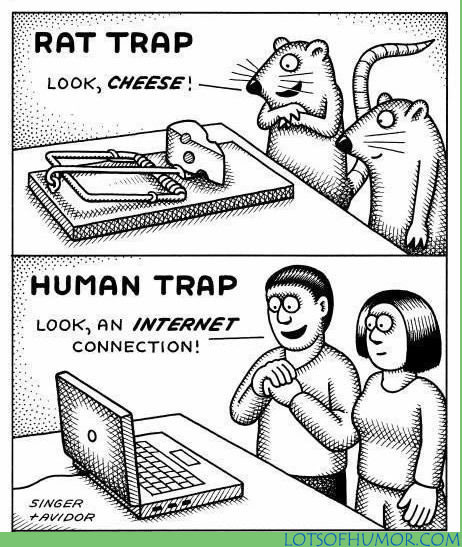 RAT TRAP
LOOK, CHEESE!
HUMAN TRAP
LOOK, AN INTERNET
CONNECTION!
SINGER
+AVIDOR
LOTSOFHUMOR.COM